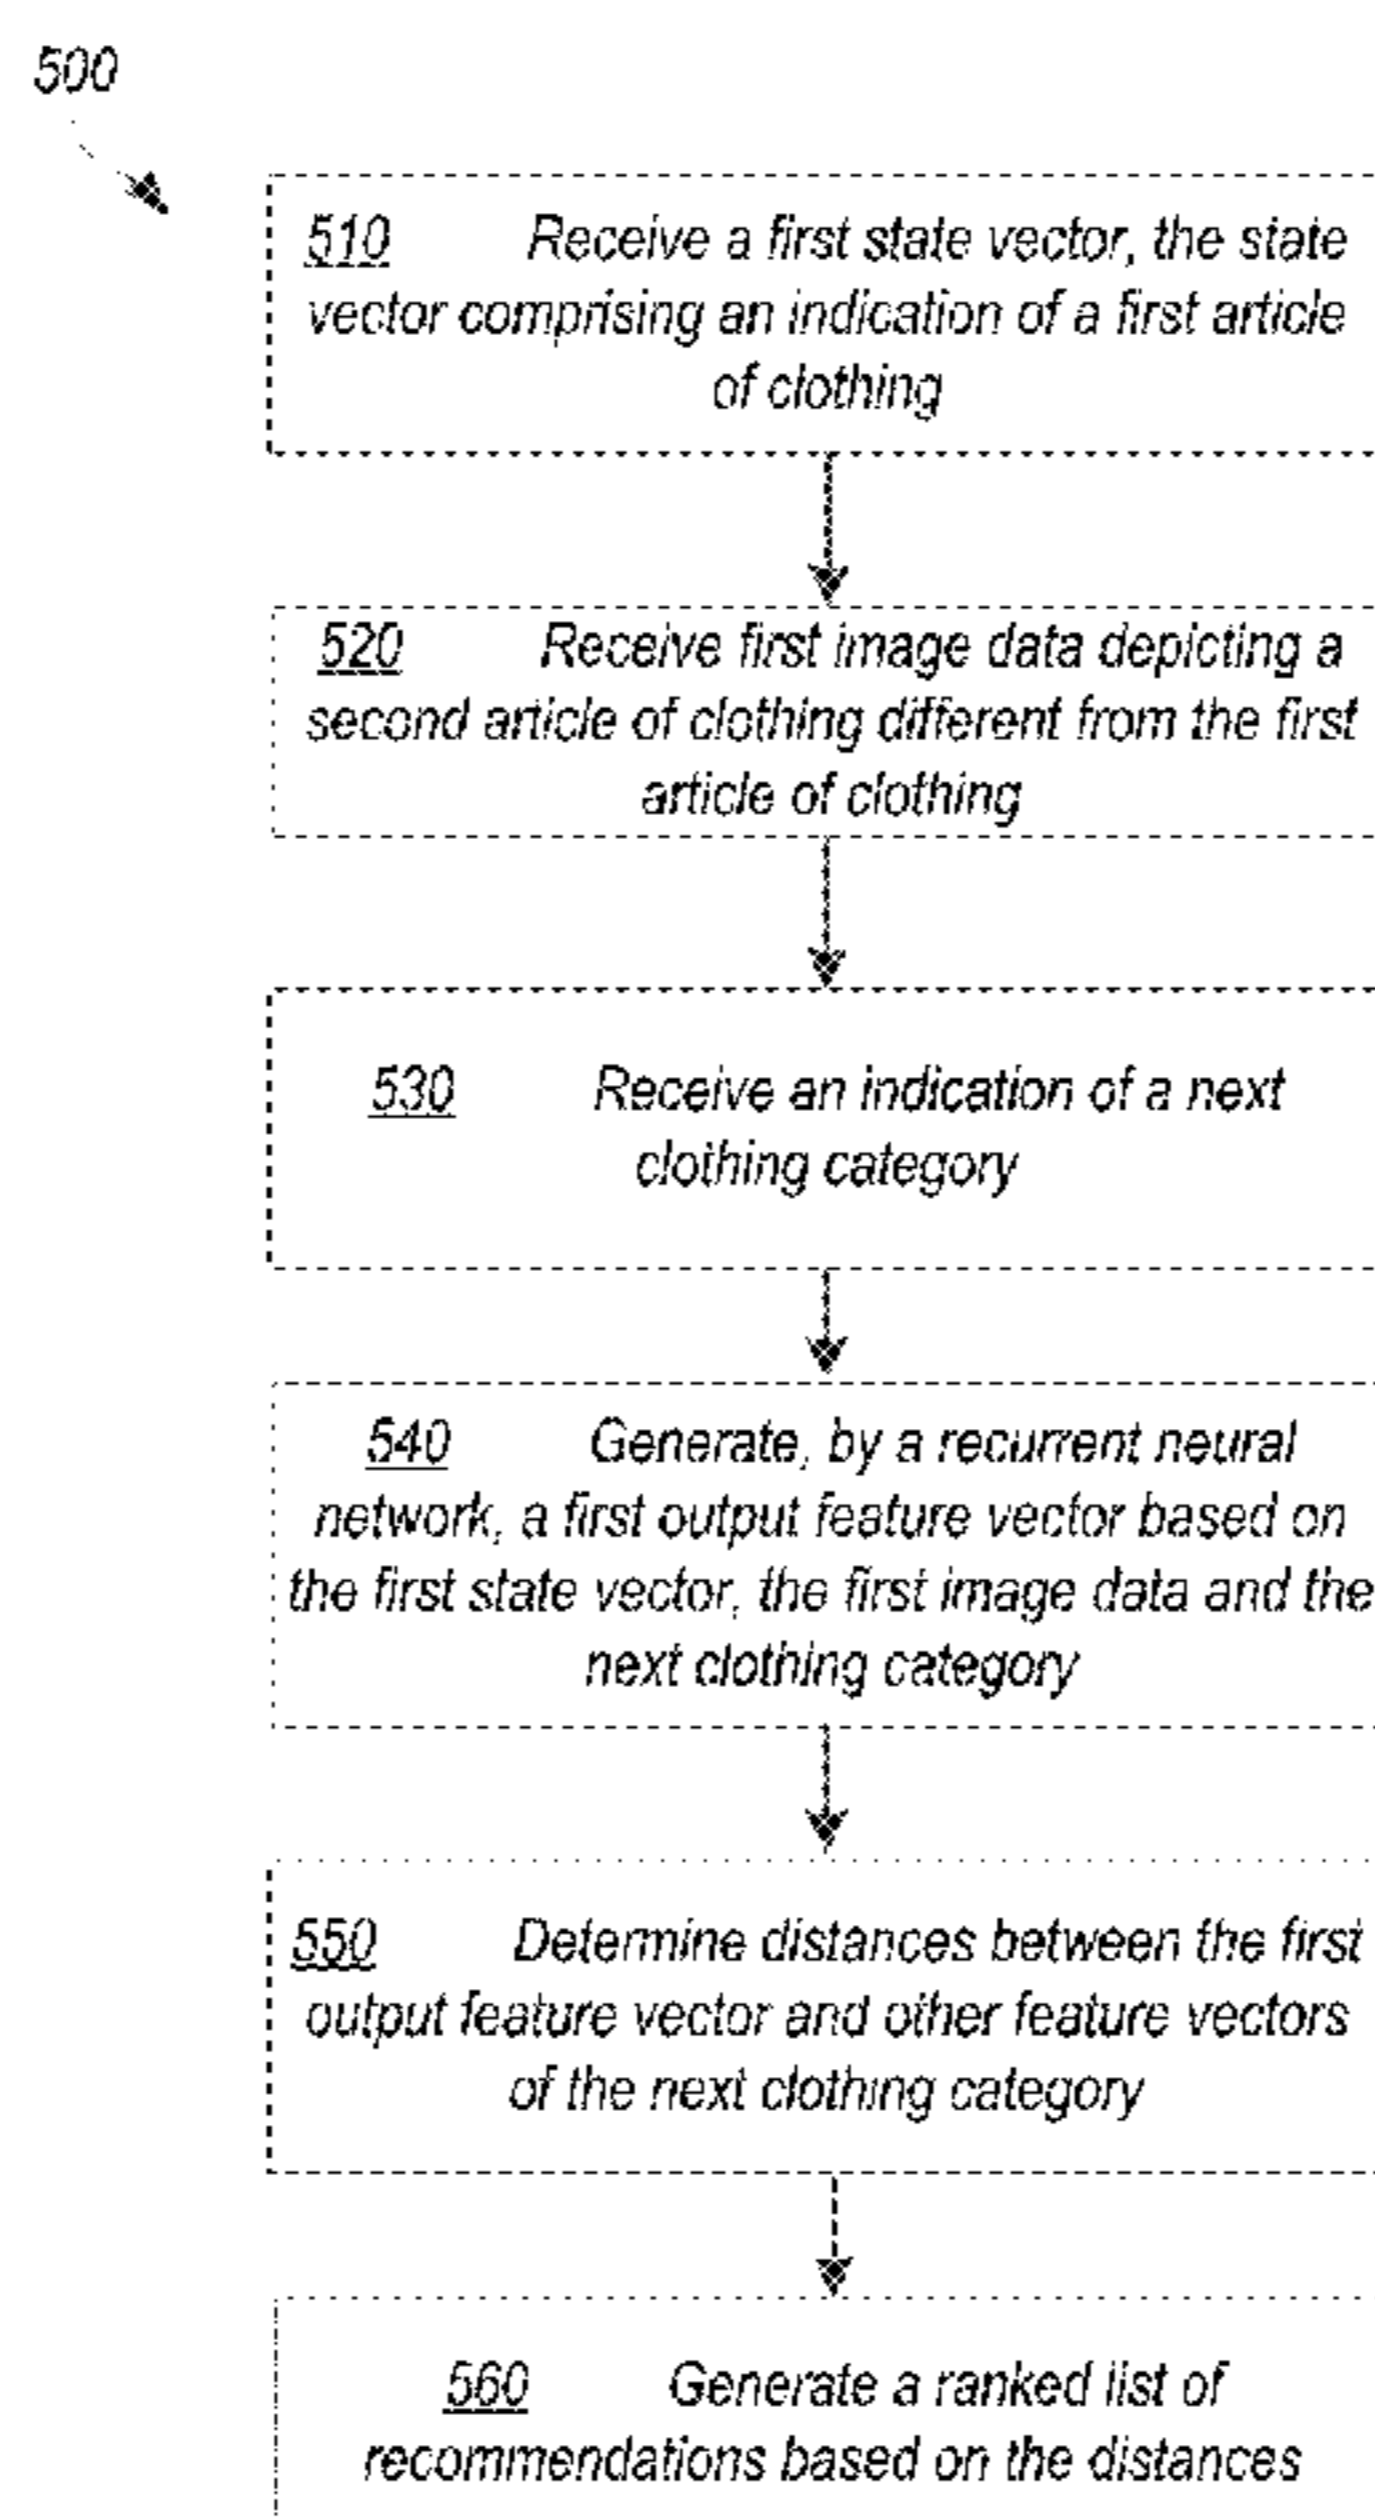 500
510 Receive a first state vector, the state
vector comprising an indication of a first article
of clothing
520 Receive first image data depicting a
second article of clothing different from the first
article of clothing
530 Receive an indication of a next
clothing category
540 Generate, by a recurrent neural
network, a first output feature vector based on
the first state vector, the first image data and the
next clothing category
550 Determine distances between the first
output feature vector and other feature vectors
of the next clothing category
560 Generate a ranked list of
recommendations based on the distances